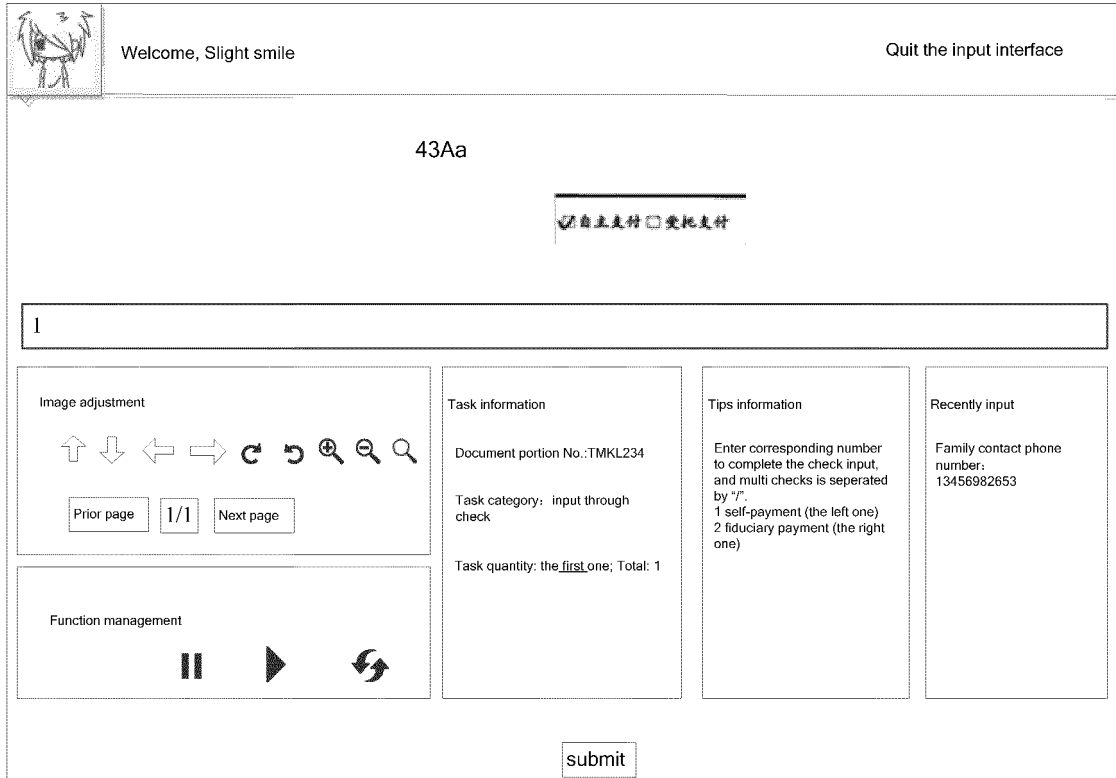 Welcome, Slight smile
Quit the input interface
43Aa
自主支付 受托支付
1
Image adjustment
Prior page
1/1
Next page
Function management
Task information
Document portion No.:TMKL234
Task category: input through
check
Task quantity: the first one; Total: 1
Tips information
Enter corresponding number
to complete the check input,
and multi checks is seperated
by “/”.
1 self-payment (the left one)
2 fiduciary payment (the right
one)
Recently input
Family contact phone
number:
13456982653
submit